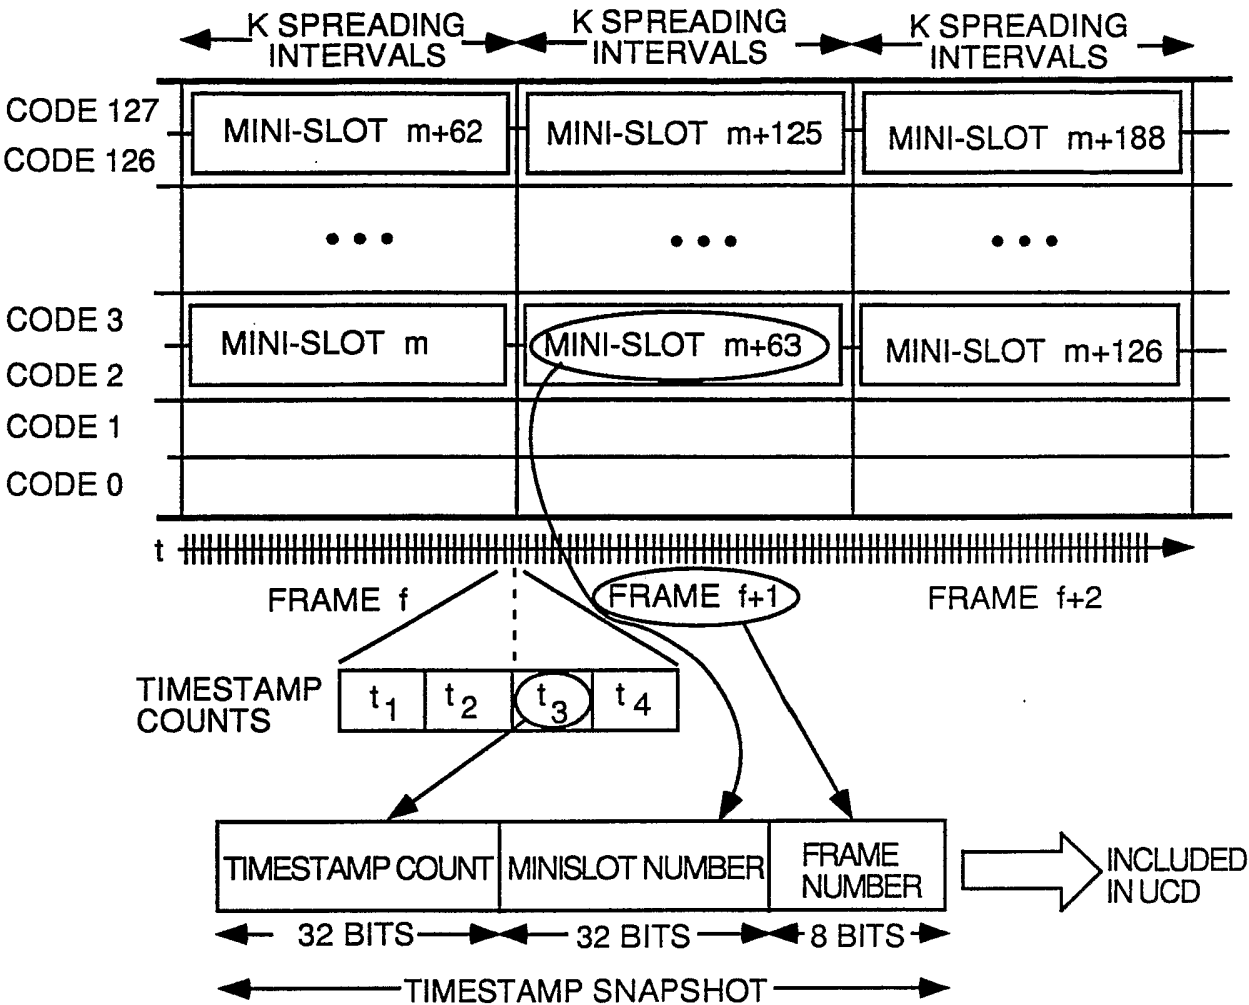 K SPREADING INTERVALS
K SPREADING INTERVALS
K SPREADING INTERVALS
CODE 127
CODE 126
MINI-SLOT m+62
MINI-SLOT m+125
MINI-SLOT m+188
CODE 3
CODE 2
MINI-SLOT m
MINI-SLOT m+63
MINI-SLOT m+126
CODE 1
CODE 0
t
FRAME f
FRAME f+1
FRAME f+2
TIMESTAMP COUNTS
t1
t2
t3
t4
TIMESTAMP COUNT
MINISLOT NUMBER
FRAME NUMBER
INCLUDED IN UCD
32 BITS
32 BITS
8 BITS
TIMESTAMP SNAPSHOT